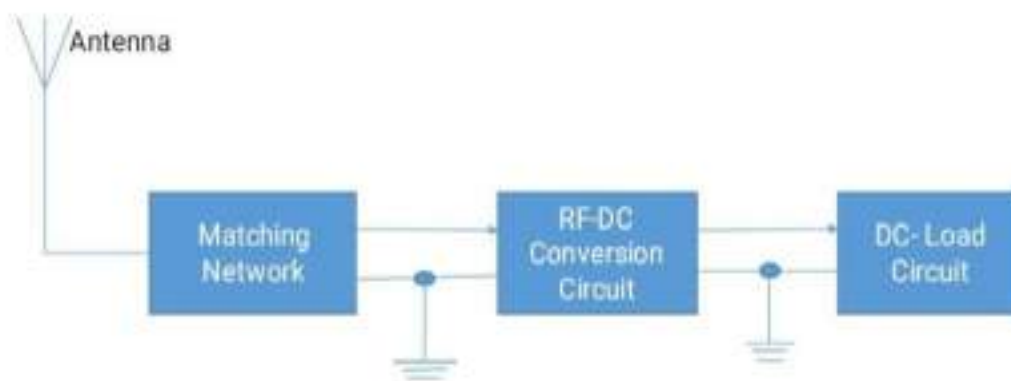 Antenna
Matching
Network
RF-DC
Conversion
Circuit
DC- Load
Circuit